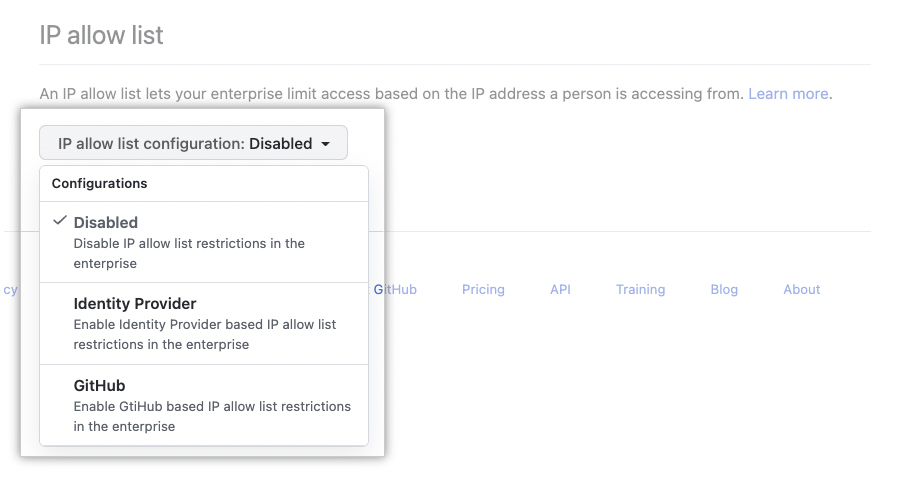 IP allow list
An IP allow list lets your enterprise limit access based on the IP address a person is accessing from. Learn more.
IP allow list configuration: Disabled
Configurations
Disabled
Disable IP allow list restrictions in the
enterprise
Identity Provider
Enable Identity Provider based IP allow list
restrictions in the enterprise
GitHub
Enable GtiHub based IP allow list restrictions
in the enterprise
cy GitHub Pricing API Training Blog About